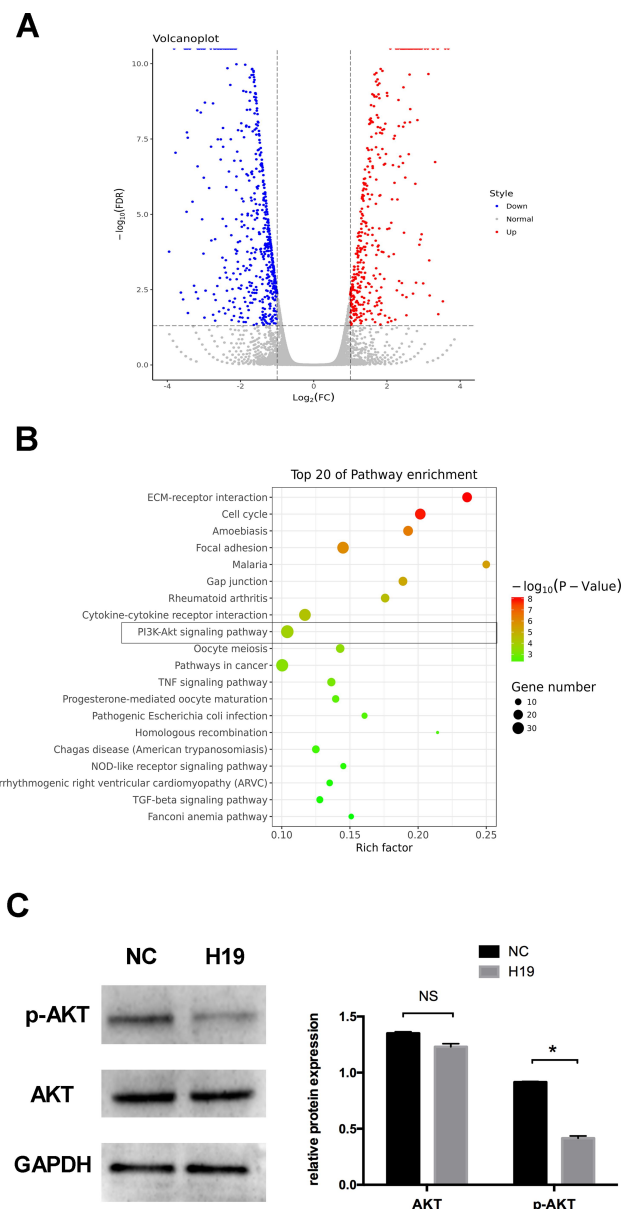 A
Volcanoplot
10.0
7.5
5.0
2.5
0.0
−log10(FDR)
-4 -2 0 2 4
Log2(FC)
Style
Down
Normal
Up
B
Top 20 of Pathway enrichment
ECM-receptor interaction
Cell cycle
Amoebiasis
Focal adhesion
Malaria
Gap junction
Rheumatoid arthritis
Cytokine-cytokine receptor interaction
PI3K-Akt signaling pathway
Oocyte meiosis
Pathways in cancer
TNF signaling pathway
Progesterone-mediated oocyte maturation
Pathogenic Escherichia coli infection
Homologous recombination
Chagas disease (American trypanosomiasis)
NOD-like receptor signaling pathway
rrhythmogenic right ventricular cardiomyopathy (ARVC)
TGF-beta signaling pathway
Fanconi anemia pathway
0.10 0.15 0.20 0.25
Rich factor
−log10(P−Value)
8
7
6
5
4
3
Gene number
10
20
30
C
NC H19
p-AKT
AKT
GAPDH
NC
H19
NS
*
1.5
1.0
0.5
0.0
relative protein expression
AKT p-AKT